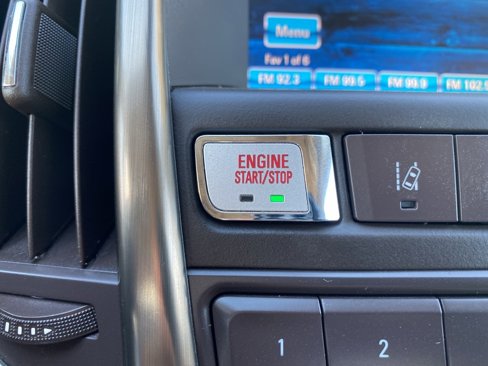 Menu
Fav 1 of 6
FM 92.3 FM 99.5 FM 99.9 FM 102.5
ENGINE
START/STOP
1 2